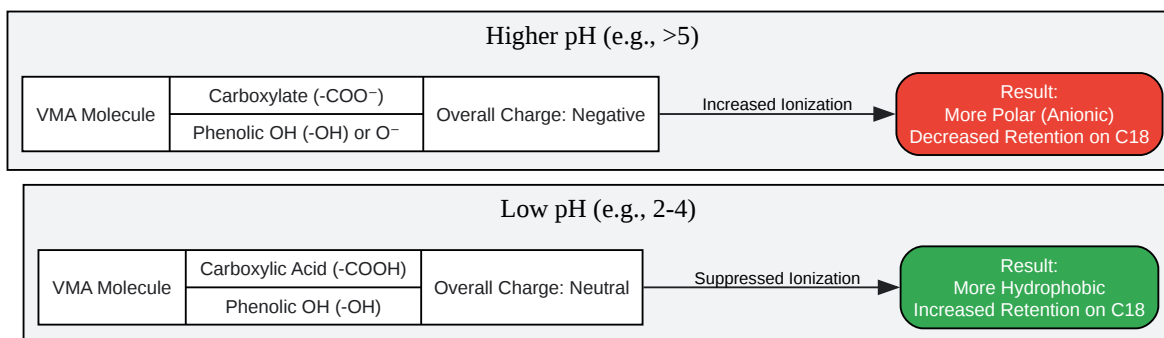 Higher pH (e.g., >5)
VMA Molecule
Carboxylate (-COO⁻)
Phenolic OH (-OH) or O⁻
Overall Charge: Negative
Increased Ionization
Result:
More Polar (Anionic)
Decreased Retention on C18
Low pH (e.g., 2-4)
VMA Molecule
Carboxylic Acid (-COOH)
Phenolic OH (-OH)
Overall Charge: Neutral
Suppressed Ionization
Result:
More Hydrophobic
Increased Retention on C18